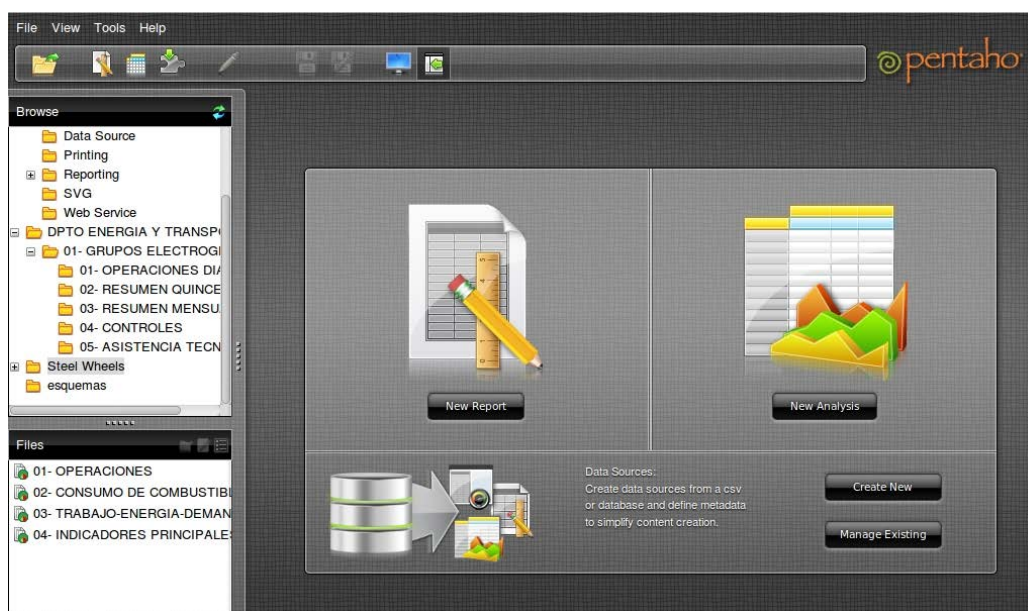 File View Tools Help
pentaho
Browse
Data Source
Printing
Reporting
SVG
Web Service
DPTO ENERGIA Y TRANSP
01- GRUPOS ELECTROG
01- OPERACIONES DIA
02- RESUMEN QUINCE
03- RESUMEN MENSU
04- CONTROLES
05- ASISTENCIA TECN
Steel Wheels
esquemas
Files
01- OPERACIONES
02- CONSUMO DE COMBUSTIB
03- TRABAJO-ENERGIA-DEMAN
04- INDICADORES PRINCIPALE
New Report
New Analysis
Data Sources:
Create data sources from a csv
or database and define metadata
to simplify content creation.
Create New
Manage Existing